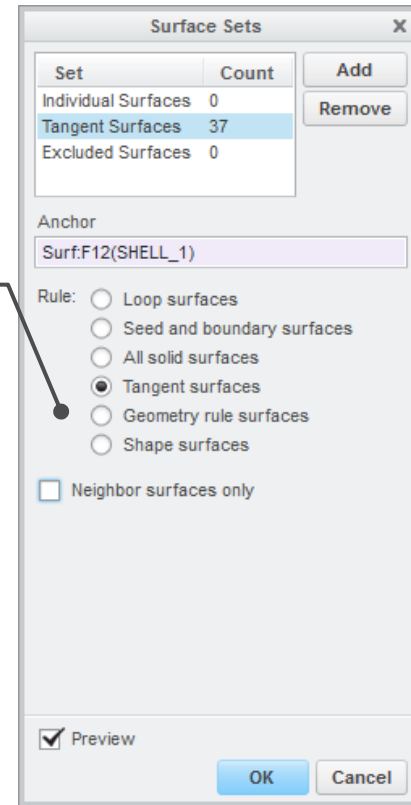 Surface Sets X
Set Count
Individual Surfaces 0
Tangent Surfaces 37
Excluded Surfaces 0
Add
Remove
Anchor
Surf:F12(SHELL_1)
Rule:
Loop surfaces
Seed and boundary surfaces
All solid surfaces
Tangent surfaces
Geometry rule surfaces
Shape surfaces
Neighbor surfaces only
Preview
OK Cancel